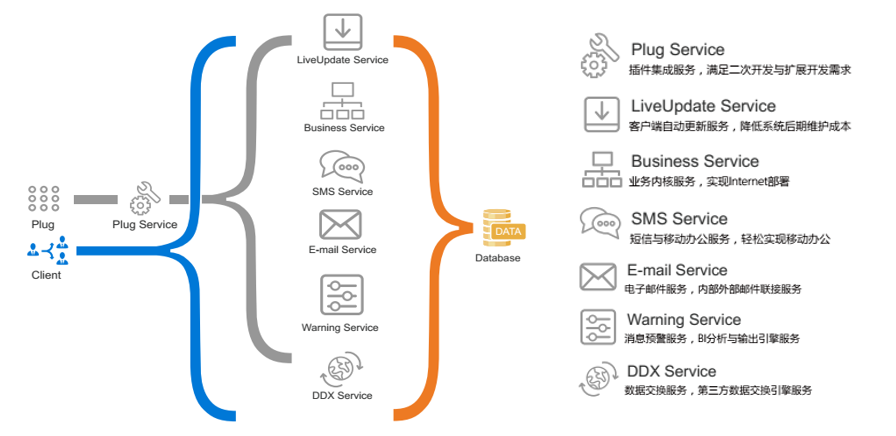 LiveUpdate Service
Business Service
SMS Service
Plug
Plug Service
E-mail Service
Client
DATA
Database
Warning Service
DDX Service
Plug Service
插件集成服务，满足二次开发与扩展开发需求
LiveUpdate Service
客户端自动更新服务，降低系统后期维护成本
Business Service
业务内核服务，实现Internet部署
SMS Service
短信与移动办公服务，轻松实现移动办公
E-mail Service
电子邮件服务，内部外部邮件联接服务
Warning Service
消息预警服务，BI分析与输出引擎服务
DDX Service
数据交换服务，第三方数据交换引擎服务